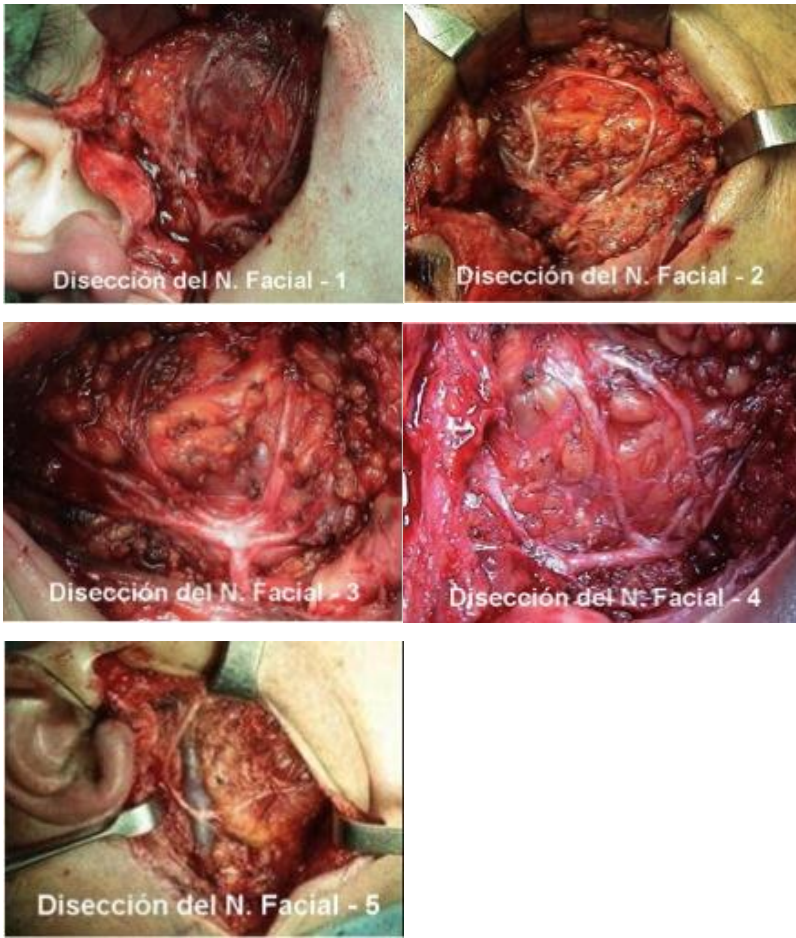 Disección del N. Facial - 1
Disección del N. Facial - 2
Disección del N. Facial - 3
Disección del N. Facial - 4
Disección del N. Facial - 5